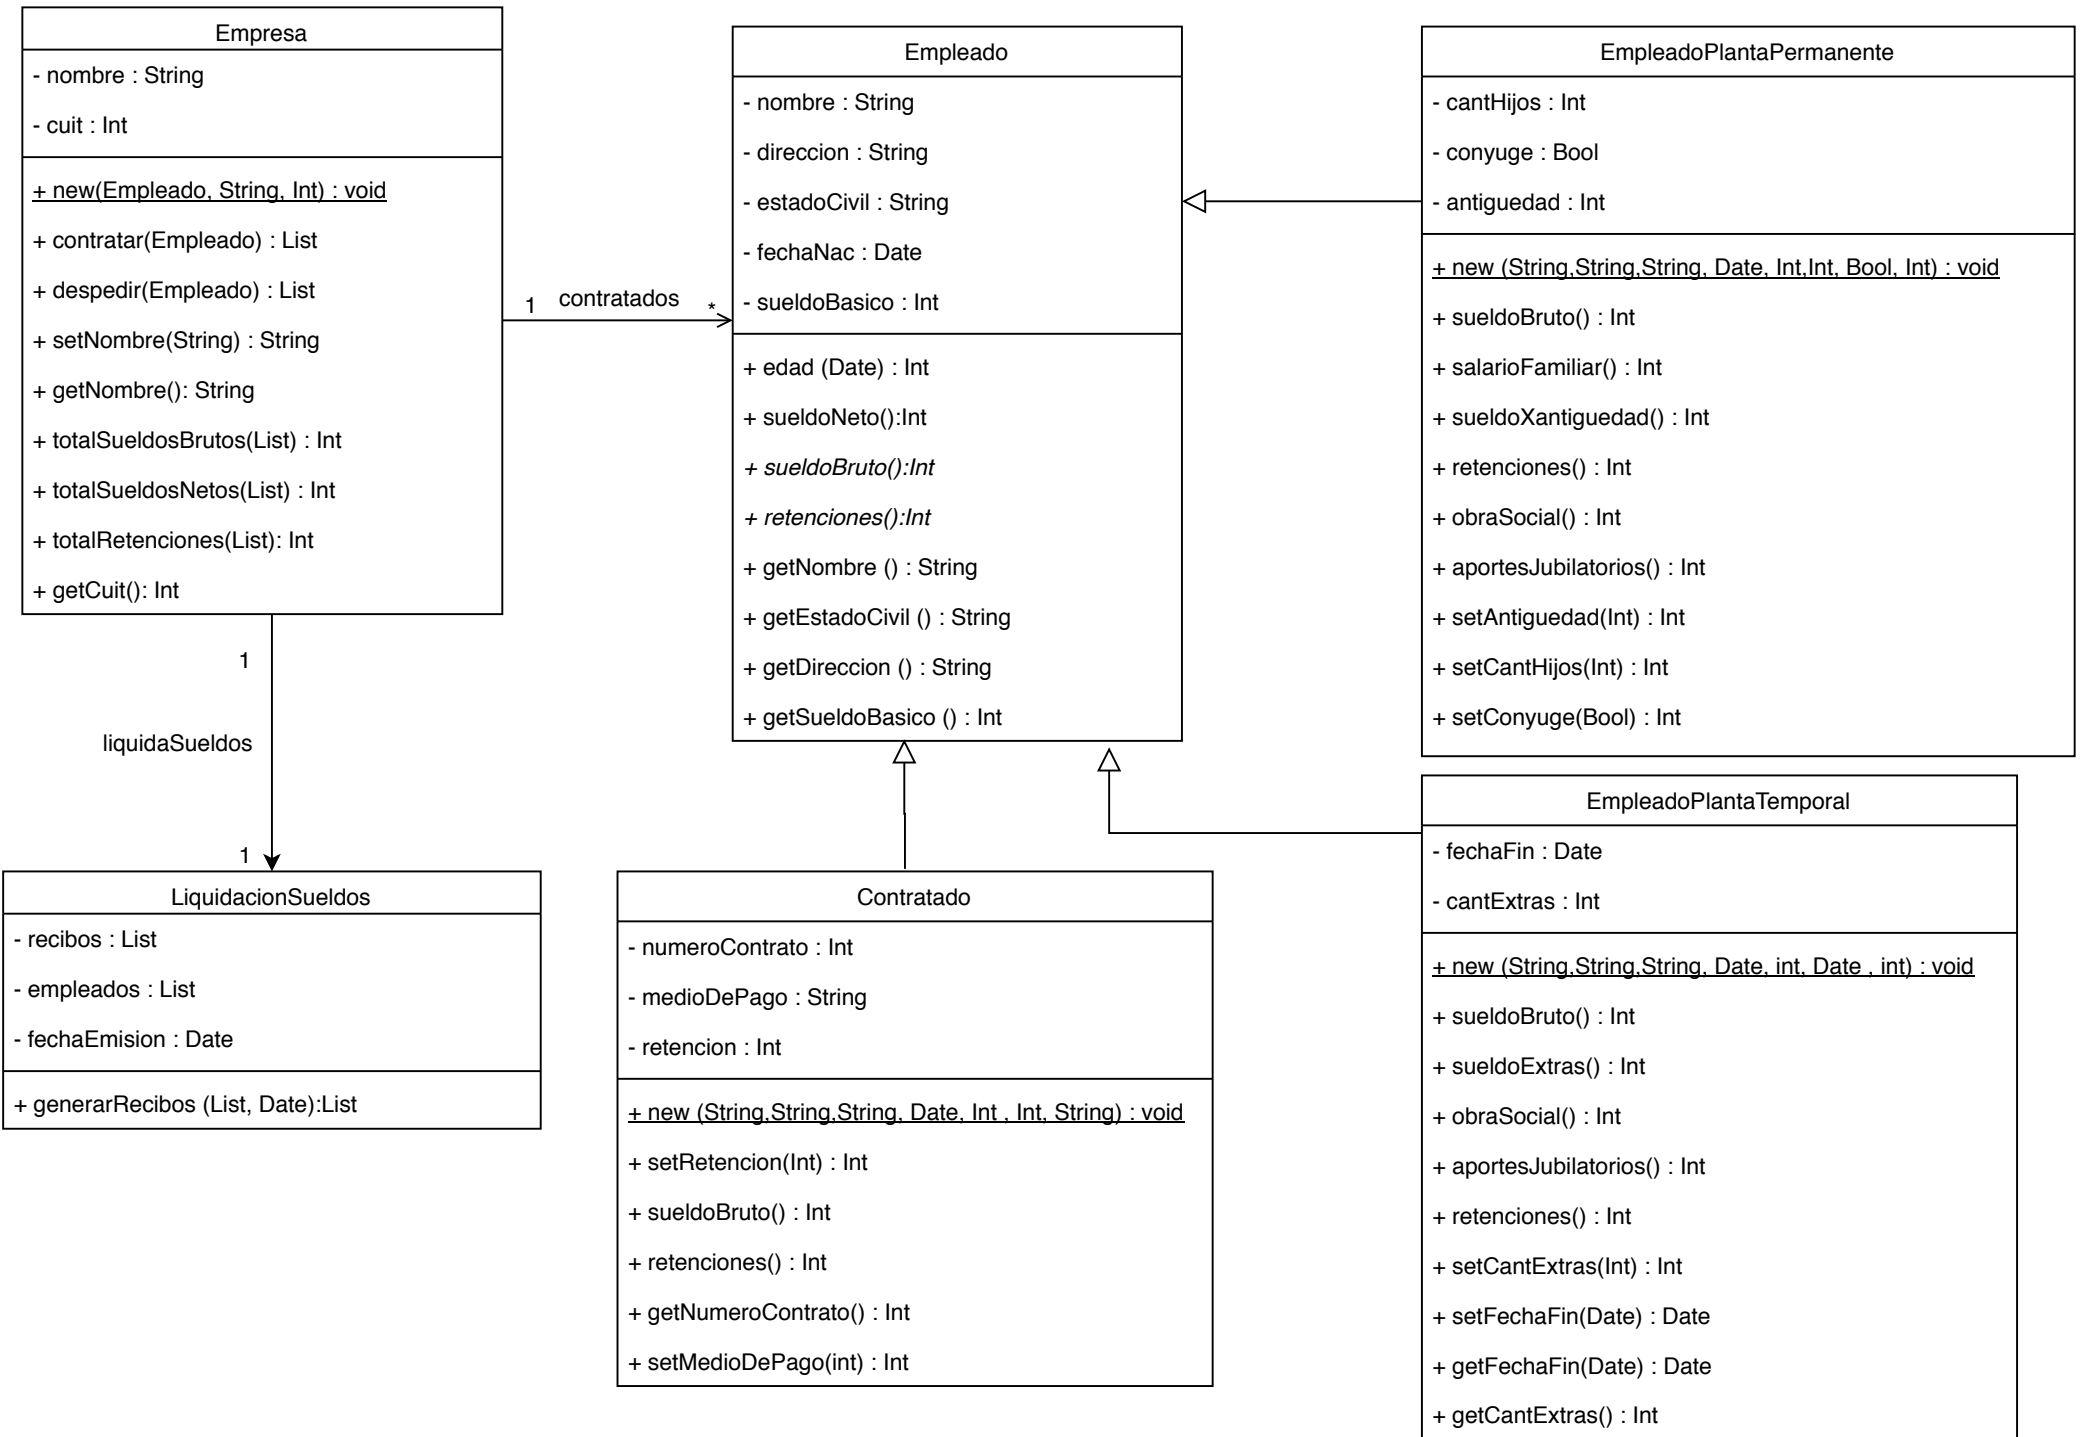 Empresa
- nombre : String
- cuit : Int
+ new(Empleado, String, Int) : void
+ contratar(Empleado) : List
+ despedir(Empleado) : List
+ setNombre(String) : String
+ getNombre(): String
+ totalSueldosBrutos(List) : Int
+ totalSueldosNetos(List) : Int
+ totalRetenciones(List): Int
+ getCuit(): Int
1
contratados
*
Empleado
- nombre : String
- direccion : String
- estadoCivil : String
- fechaNac : Date
- sueldoBasico : Int
+ edad (Date) : Int
+ sueldoNeto():Int
+ sueldoBruto():Int
+ retenciones():Int
+ getNombre () : String
+ getEstadoCivil () : String
+ getDireccion () : String
+ getSueldoBasico () : Int
EmpleadoPlantaPermanente
- cantHijos : Int
- conyuge : Bool
- antiguedad : Int
+ new (String,String,String, Date, Int,Int, Bool, Int) : void
+ sueldoBruto() : Int
+ salarioFamiliar() : Int
+ sueldoXantiguedad() : Int
+ retenciones() : Int
+ obraSocial() : Int
+ aportesJubilatorios() : Int
+ setAntiguedad(Int) : Int
+ setCantHijos(Int) : Int
+ setConyuge(Bool) : Int
1
liquidaSueldos
1
LiquidacionSueldos
- recibos : List
- empleados : List
- fechaEmision : Date
+ generarRecibos (List, Date):List
Contratado
- numeroContrato : Int
- medioDePago : String
- retencion : Int
+ new (String,String,String, Date, Int , Int, String) : void
+ setRetencion(Int) : Int
+ sueldoBruto() : Int
+ retenciones() : Int
+ getNumeroContrato() : Int
+ setMedioDePago(int) : Int
EmpleadoPlantaTemporal
- fechaFin : Date
- cantExtras : Int
+ new (String,String,String, Date, int, Date , int) : void
+ sueldoBruto() : Int
+ sueldoExtras() : Int
+ obraSocial() : Int
+ aportesJubilatorios() : Int
+ retenciones() : Int
+ setCantExtras(Int) : Int
+ setFechaFin(Date) : Date
+ getFechaFin(Date) : Date
+ getCantExtras() : Int